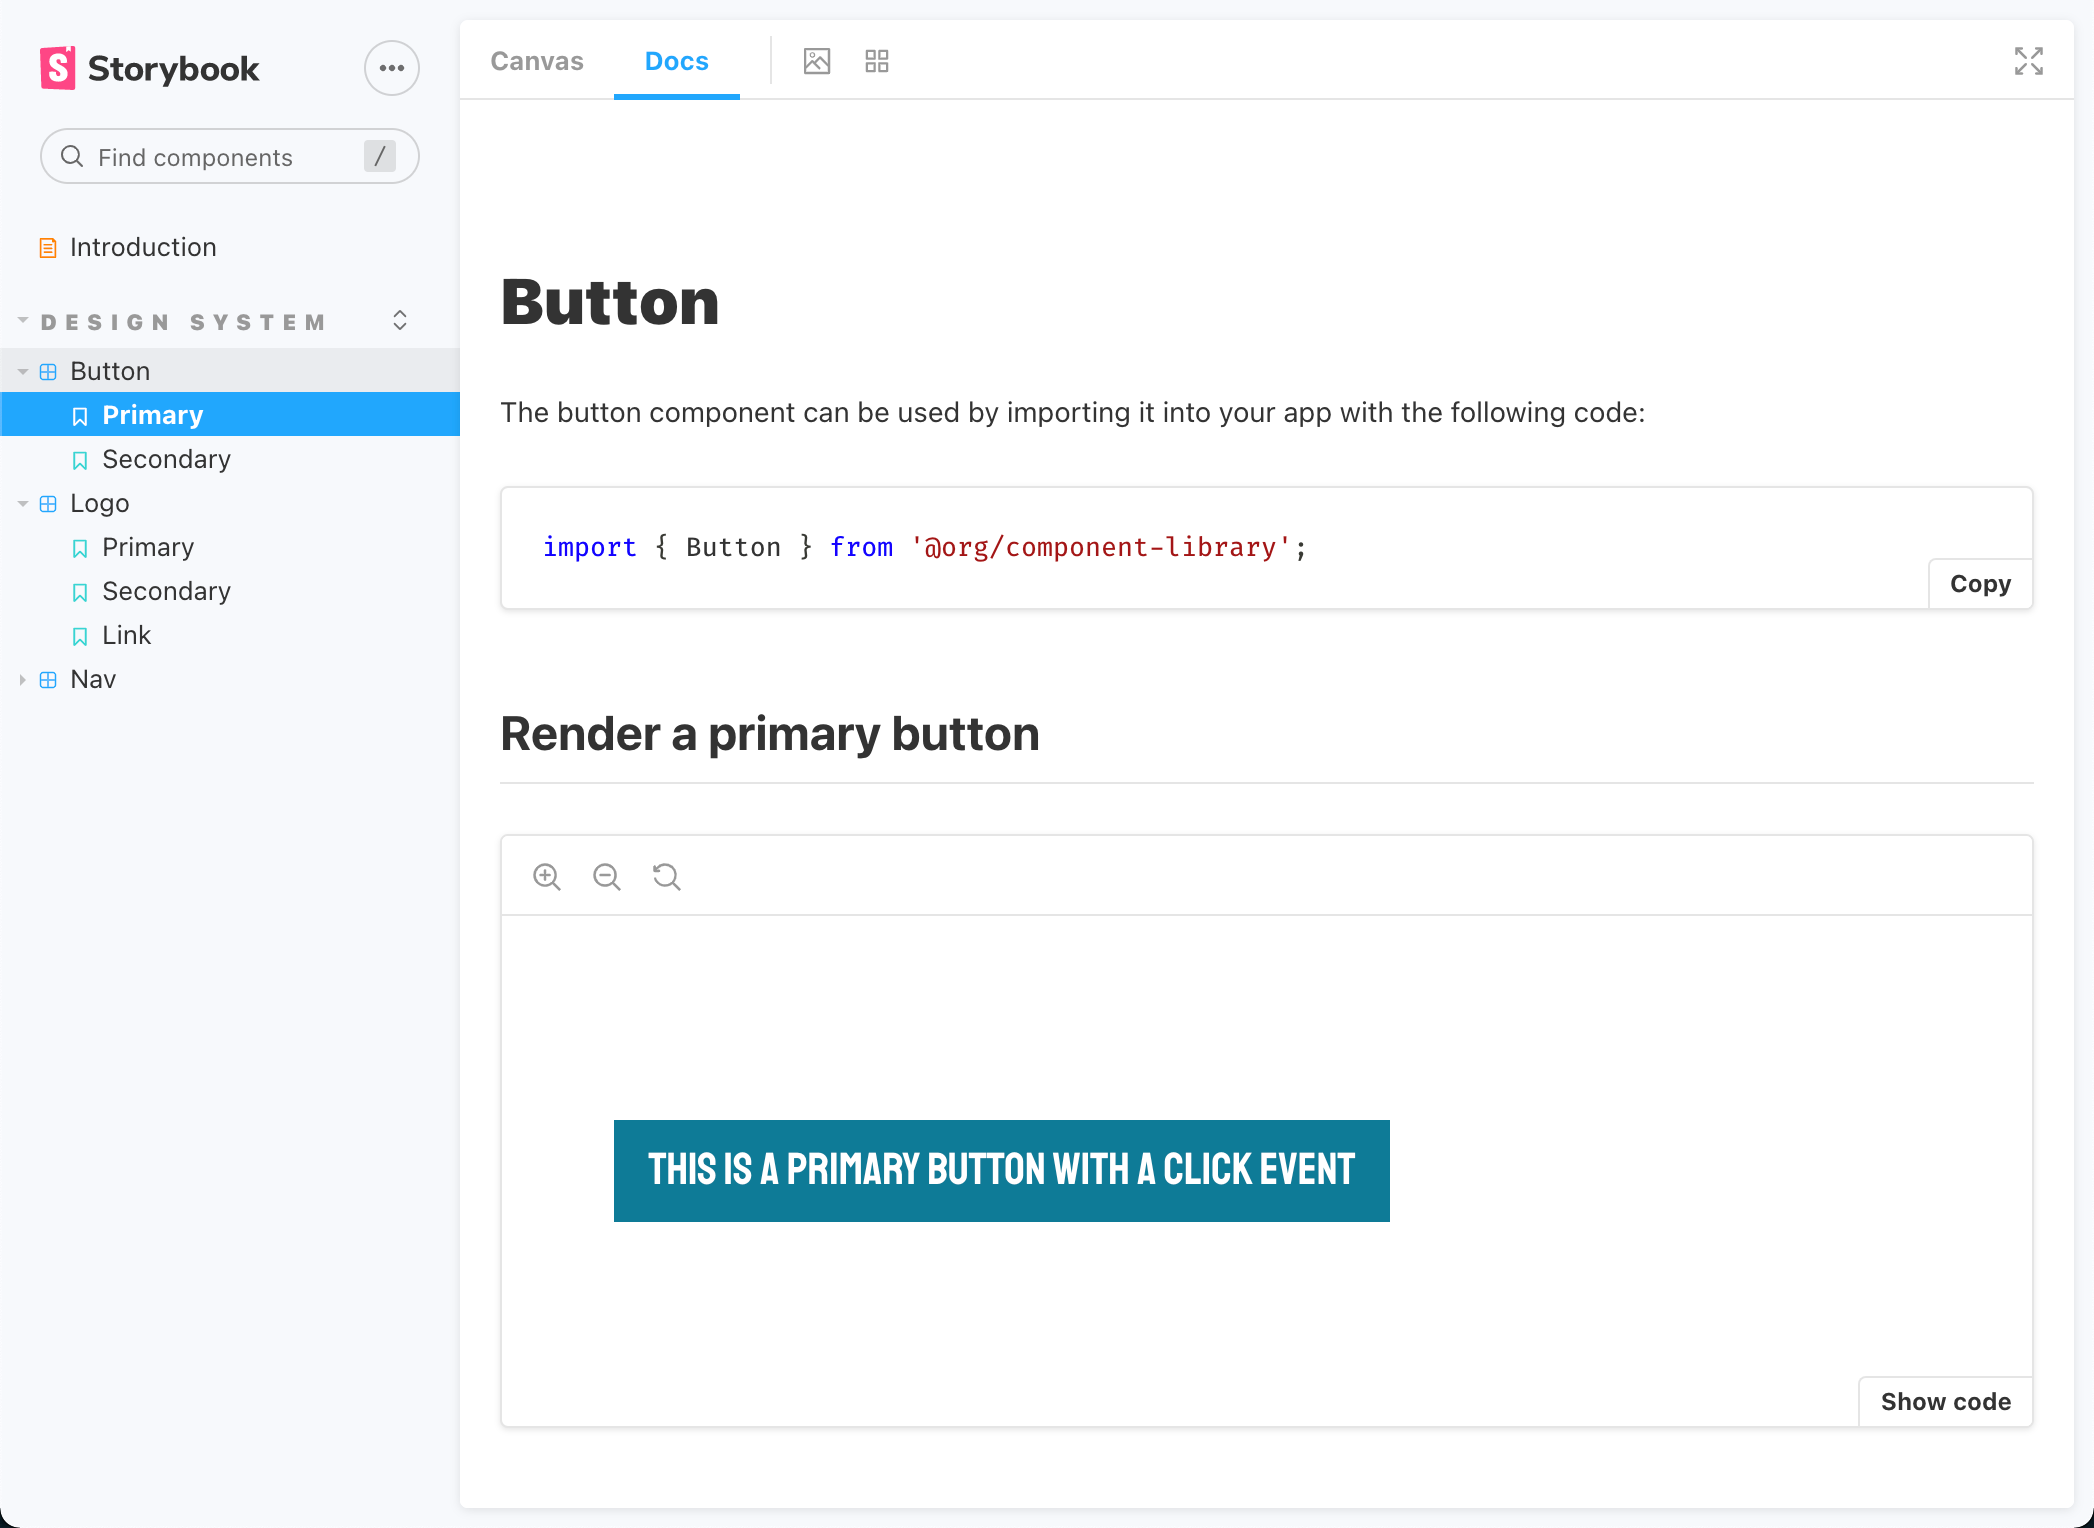 Storybook
Find components
/
Introduction
DESIGN SYSTEM
Button
Primary
Secondary
Logo
Primary
Secondary
Link
Nav
Canvas
Docs
Button
The button component can be used by importing it into your app with the following code:
import { Button } from '@org/component-library';
Copy
Render a primary button
THIS IS A PRIMARY BUTTON WITH A CLICK EVENT
Show code